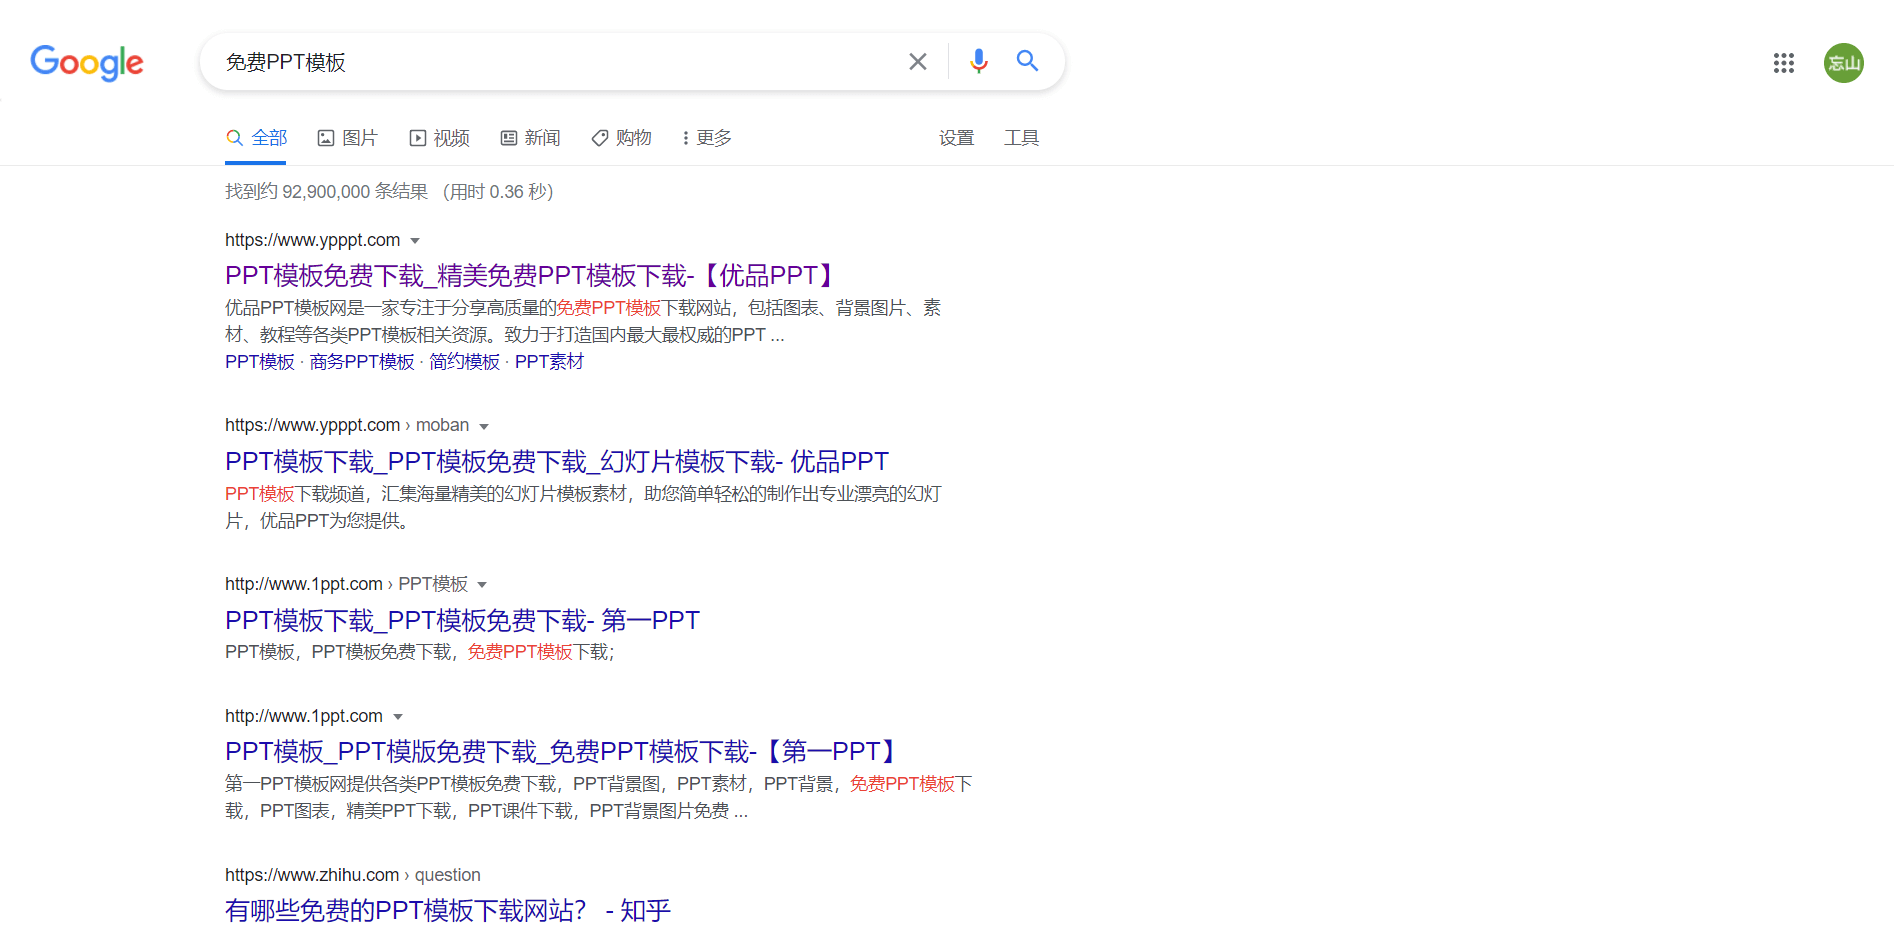 Google
免费PPT模板
忘山
全部 图片 视频 新闻 购物 更多 设置 工具
找到约 92,900,000 条结果 （用时 0.36 秒）
https://www.ypppt.com
PPT模板免费下载_精美免费PPT模板下载-【优品PPT】
优品PPT模板网是一家专注于分享高质量的免费PPT模板下载网站，包括图表、背景图片、素
材、教程等各类PPT模板相关资源。致力于打造国内最大最权威的PPT ...
PPT模板 · 商务PPT模板 · 简约模板 · PPT素材
https://www.ypppt.com › moban
PPT模板下载_PPT模板免费下载_幻灯片模板下载- 优品PPT
PPT模板下载频道，汇集海量精美的幻灯片模板素材，助您简单轻松的制作出专业漂亮的幻灯
片，优品PPT为您提供。
http://www.1ppt.com › PPT模板
PPT模板下载_PPT模板免费下载- 第一PPT
PPT模板，PPT模板免费下载，免费PPT模板下载；
http://www.1ppt.com
PPT模板_PPT模版免费下载_免费PPT模板下载-【第一PPT】
第一PPT模板网提供各类PPT模板免费下载，PPT背景图，PPT素材，PPT背景，免费PPT模板下
载，PPT图表，精美PPT下载，PPT课件下载，PPT背景图片免费 ...
https://www.zhihu.com › question
有哪些免费的PPT模板下载网站？ - 知乎